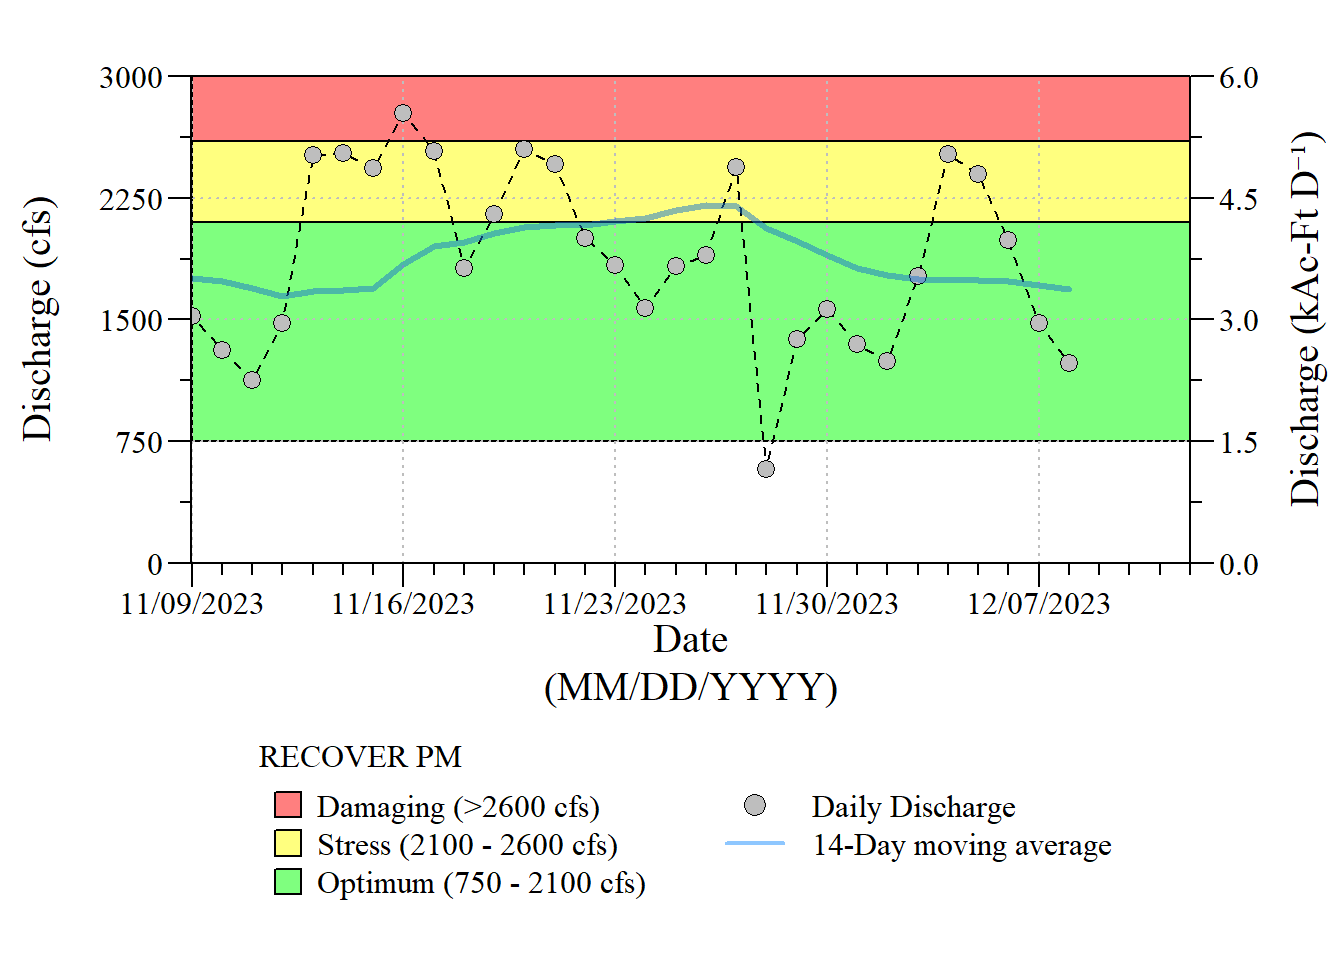 3000
2250
1500
750
0
Discharge (cfs)
6.0
4.5
3.0
1.5
0.0
Discharge (kAc-Ft D⁻¹)
11/09/2023
11/16/2023
11/23/2023
11/30/2023
12/07/2023
Date
(MM/DD/YYYY)
RECOVER PM
Damaging (>2600 cfs)
Stress (2100 - 2600 cfs)
Optimum (750 - 2100 cfs)
Daily Discharge
14-Day moving average